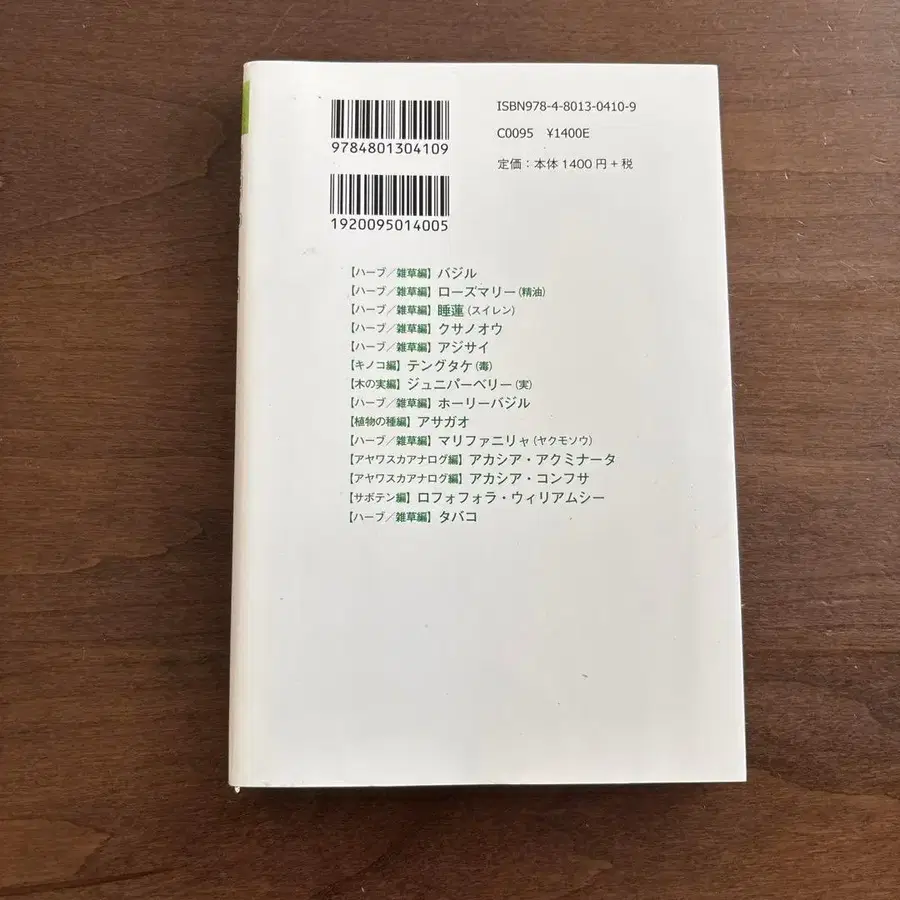 ISBN978-4-8013-0410-9
9784801304109
C0095 ¥1400E
定価：本体1400円+税
1920095014005
【ハーブ／雑草編】バジル
【ハーブ／雑草編】ローズマリー(精油)
【ハーブ／雑草編】睡蓮(スイレン)
【ハーブ／雑草編】クサノオウ
【ハーブ／雑草編】アジサイ
【キノコ編】テングタケ(毒)
【木の実編】ジュニパーベリー(実)
【ハーブ／雑草編】ホーリーバジル
【植物の種編】アサガオ
【ハーブ／雑草編】マリファニリャ(ヤクモソウ)
【アヤワスカアナログ編】アカシア・アクミナータ
【アヤワスカアナログ編】アカシア・コンフサ
【サボテン編】ロフォフォラ・ウィリアムシー
【ハーブ／雑草編】タバコ